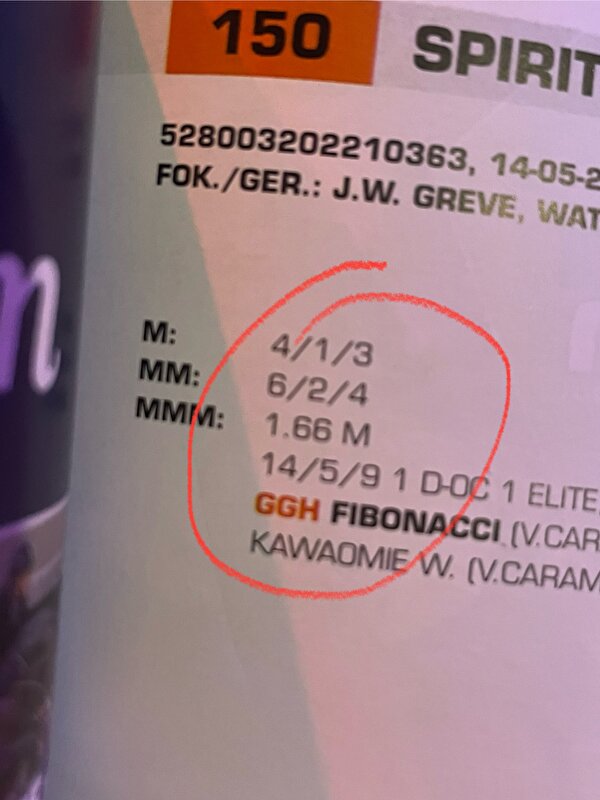 150 SPIRIT
528003202210363, 14-05-2
FOK./GER.: J.W. GREVE, WAT
M: 4/1/3
MM: 6/2/4
MMM: 1.66 M
14/5/9 1 D-OC 1 ELITE,
GGH FIBONACCI (V.CAR
KAWAOMIE W. (V.CARAM
n